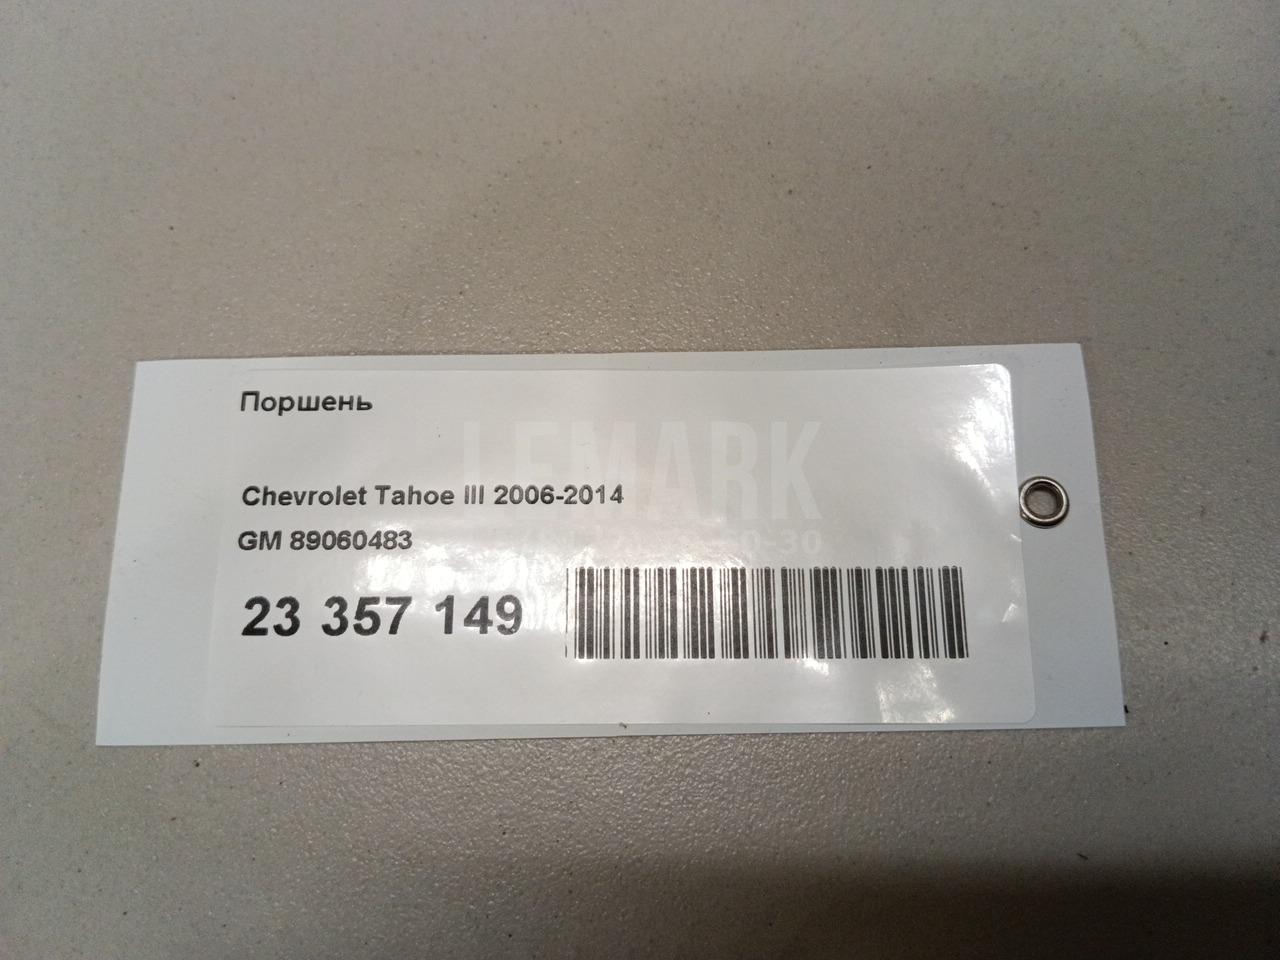 Поршень
LEMARK
Chevrolet Tahoe III 2006-2014
GM 89060483
23 357 149